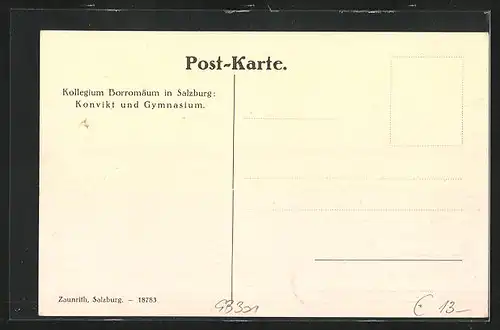 Post-Karte.
Kollegium Borromäum in Salzburg:
Konvikt und Gymnasium.
Zaunrith, Salzburg. – 18783
€ 13–